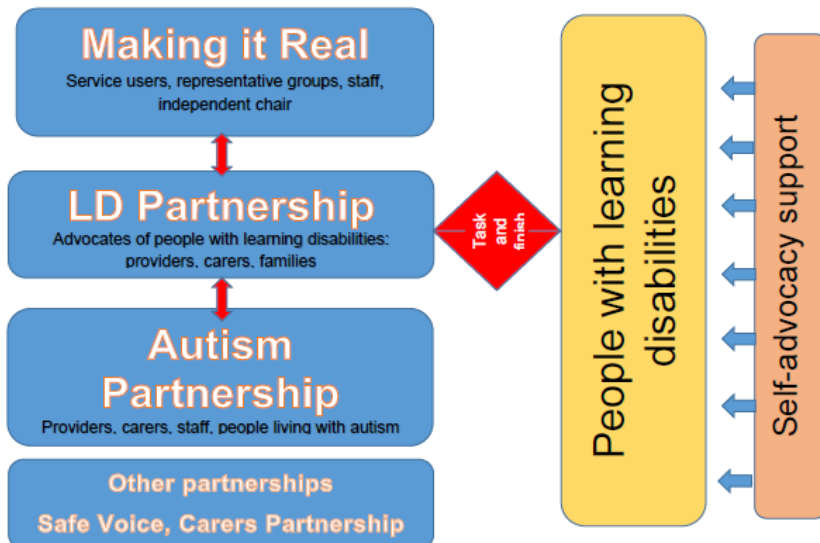 Making it Real
Service users, representative groups, staff,
independent chair
LD Partnership
Advocates of people with learning disabilities:
providers, carers, families
Autism
Partnership
Providers, carers, staff, people living with autism
Other partnerships
Safe Voice, Carers Partnership
Task
and
finish
People with learning
disabilities
Self-advocacy support